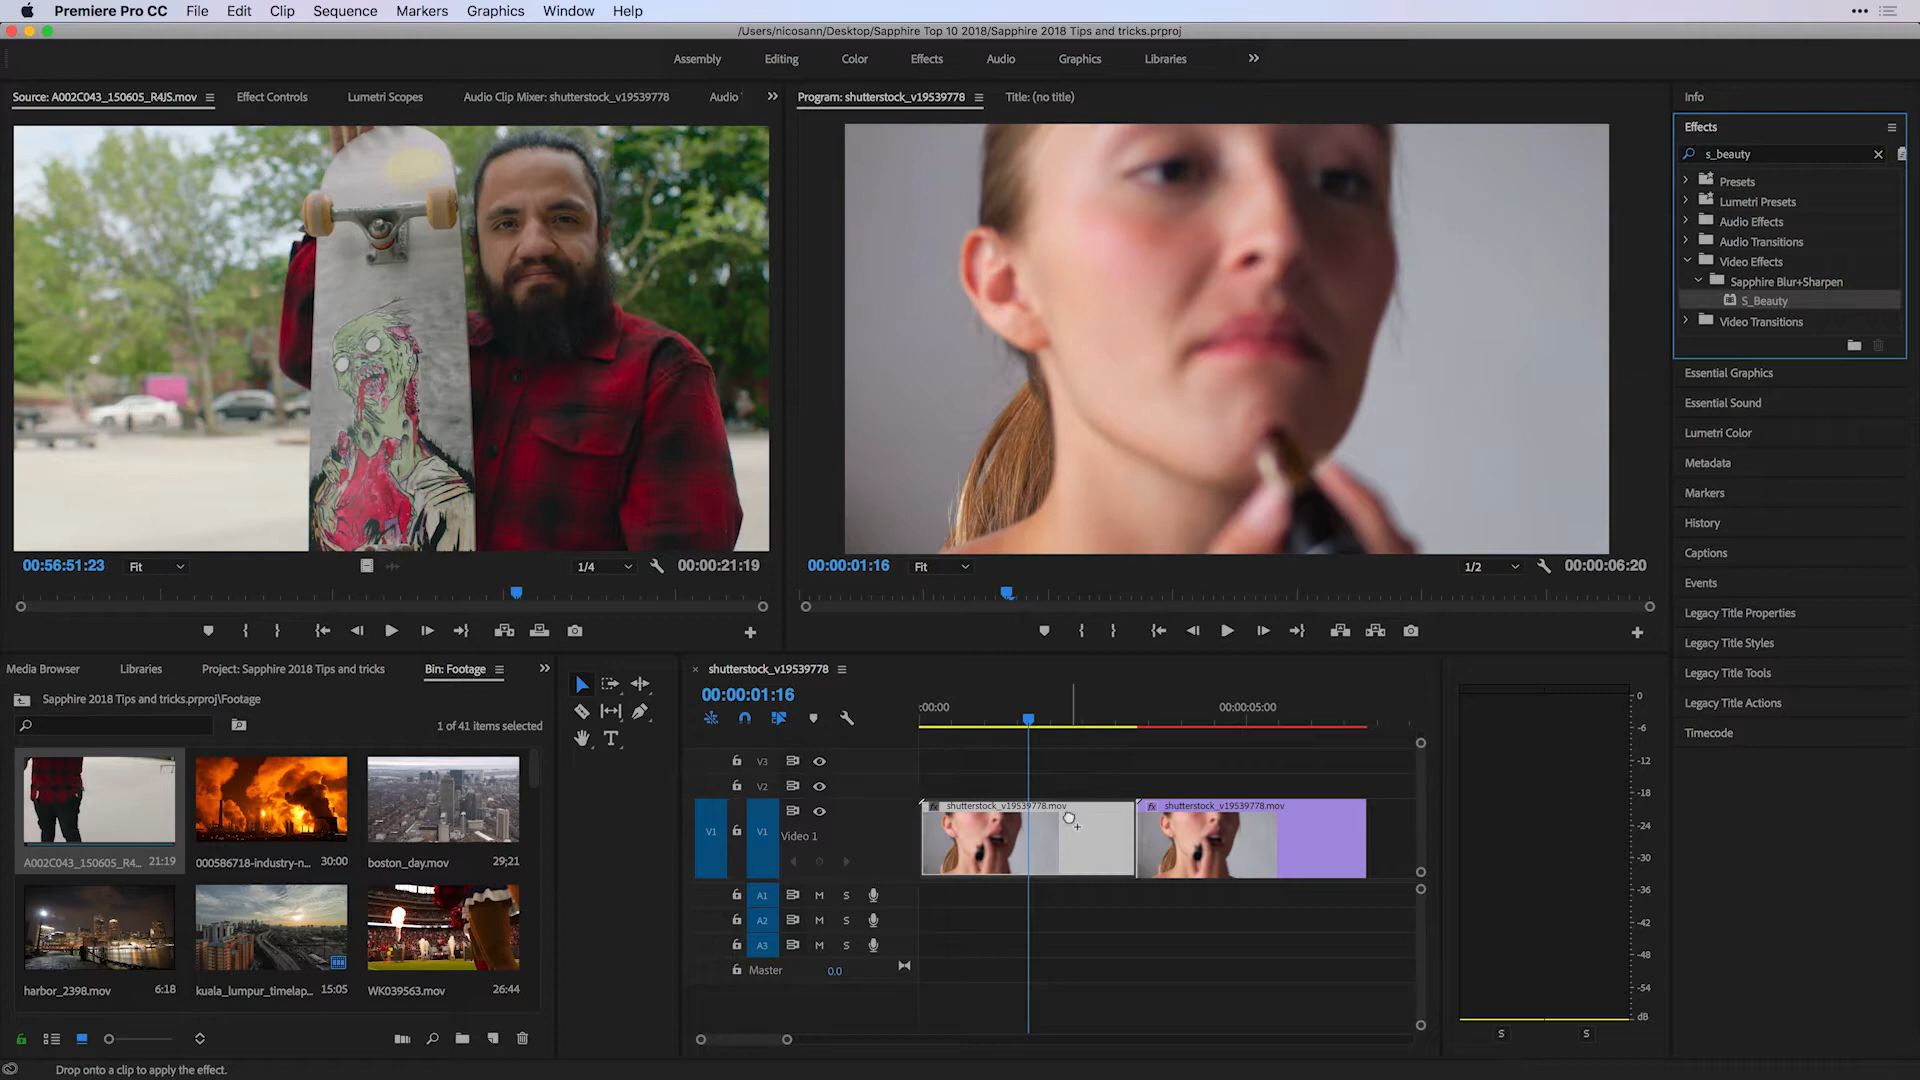 Premiere Pro CC File Edit Clip Sequence Markers Graphics Window Help
/Users/nicosann/Desktop/Sapphire Top 10 2018/Sapphire 2018 Tips and tricks.prproj
Assembly Editing Color Effects Audio Graphics Libraries
Source: A002C043_150605_R4JS.mov Effect Controls Lumetri Scopes Audio Clip Mixer: shutterstock_v19539778 Audio
Program: shutterstock_v19539778 Title: (no title)
Info
Effects
s_beauty
Presets
Lumetri Presets
Audio Effects
Audio Transitions
Video Effects
Sapphire Blur+Sharpen
S_Beauty
Video Transitions
Essential Graphics
Essential Sound
Lumetri Color
Metadata
Markers
History
Captions
Events
Legacy Title Properties
Legacy Title Styles
Legacy Title Tools
Legacy Title Actions
Timecode
00:56:51:23 Fit 1/4 00:00:21:19
00:00:01:16 Fit 1/2 00:00:06:20
Media Browser Libraries Project: Sapphire 2018 Tips and tricks Bin: Footage
Sapphire 2018 Tips and tricks.prproj\Footage
1 of 41 items selected
A002C043_150605_R4... 21:19
000586718-industry-n... 30:00
boston_day.mov 29;21
harbor_2398.mov 6:18
kuala_lumpur_timelap... 15:05
WK039563.mov 26:44
shutterstock_v19539778
00:00:01:16
:00:00 00:00:05:00
V3
V2
V1 V1 Video 1
shutterstock_v19539778.mov shutterstock_v19539778.mov
A1 M S
A2 M S
A3 M S
Master 0.0
0
-6
-12
-18
-24
-30
-36
-42
-48
-54
dB
S S
Drop onto a clip to apply the effect.